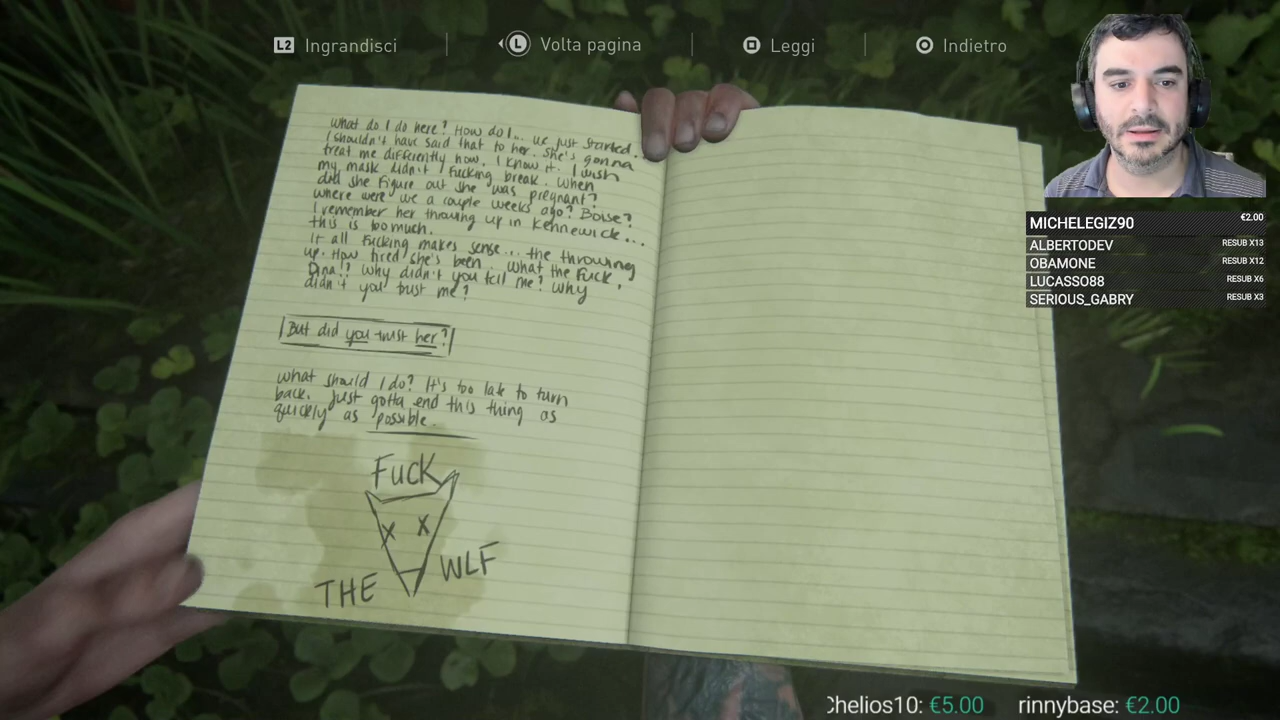 L2 Ingrandisci
L Volta pagina
Leggi
Indietro
What do I do here? How do I... we just started.
I shouldn't have said that to her. She's gonna
treat me differently now. I know it. I wish
my mask didn't fucking break. When
did she figure out she was pregnant?
Where were we a couple weeks ago? Boise?
I remember her throwing up in Kennewick...
this is too much.
It all fucking makes sense... the throwing
up. How tired she's been. What the fuck,
Dina!? Why didn't you tell me? Why
didn't you trust me?
But did you trust her?
What should I do? It's too late to turn
back. Just gotta end this thing as
quickly as possible.
FucK
X X
THE WLF
MICHELEGIZ90 €2.00
ALBERTODEV RESUB X13
OBAMONE RESUB X12
LUCASSO88 RESUB X6
SERIOUS_GABRY RESUB X3
helios10: €5.00 rinnybase: €2.00